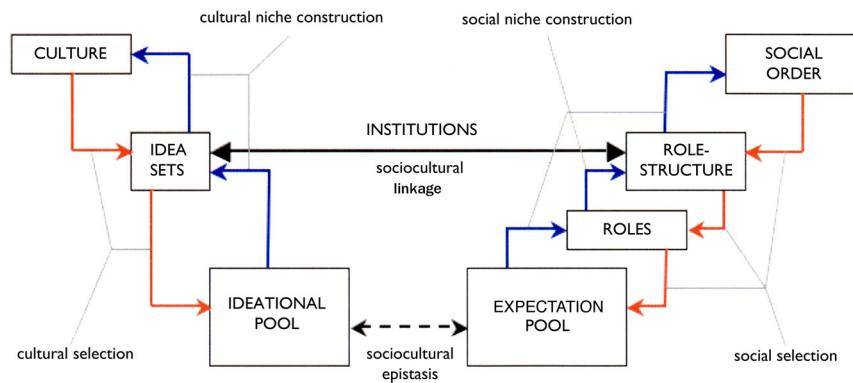 cultural niche construction
social niche construction
CULTURE
SOCIAL
ORDER
INSTITUTIONS
IDEA
SETS
ROLE-
STRUCTURE
sociocultural
linkage
ROLES
IDEATIONAL
POOL
EXPECTATION
POOL
cultural selection
sociocultural
epistasis
social selection